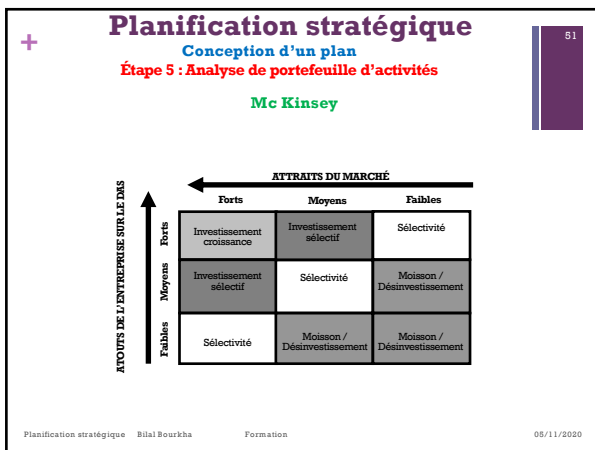 Planification stratégique
+
51
Conception d'un plan
Étape 5 : Analyse de portefeuille d'activités
Mc Kinsey
ATTRAITS DU MARCHÉ
Forts Moyens Faibles
ATOUTS DE L'ENTREPRISE SUR LE DAS
Forts
Investissement
croissance
Investissement
sélectif
Sélectivité
Moyens
Investissement
sélectif
Sélectivité
Moisson /
Désinvestissement
Faibles
Sélectivité
Moisson /
Désinvestissement
Moisson /
Désinvestissement
Planification stratégique Bilal Bourkha Formation 05/11/2020